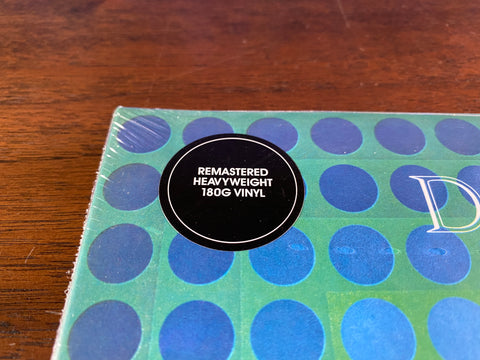 REMASTERED
HEAVYWEIGHT
180G VINYL
D